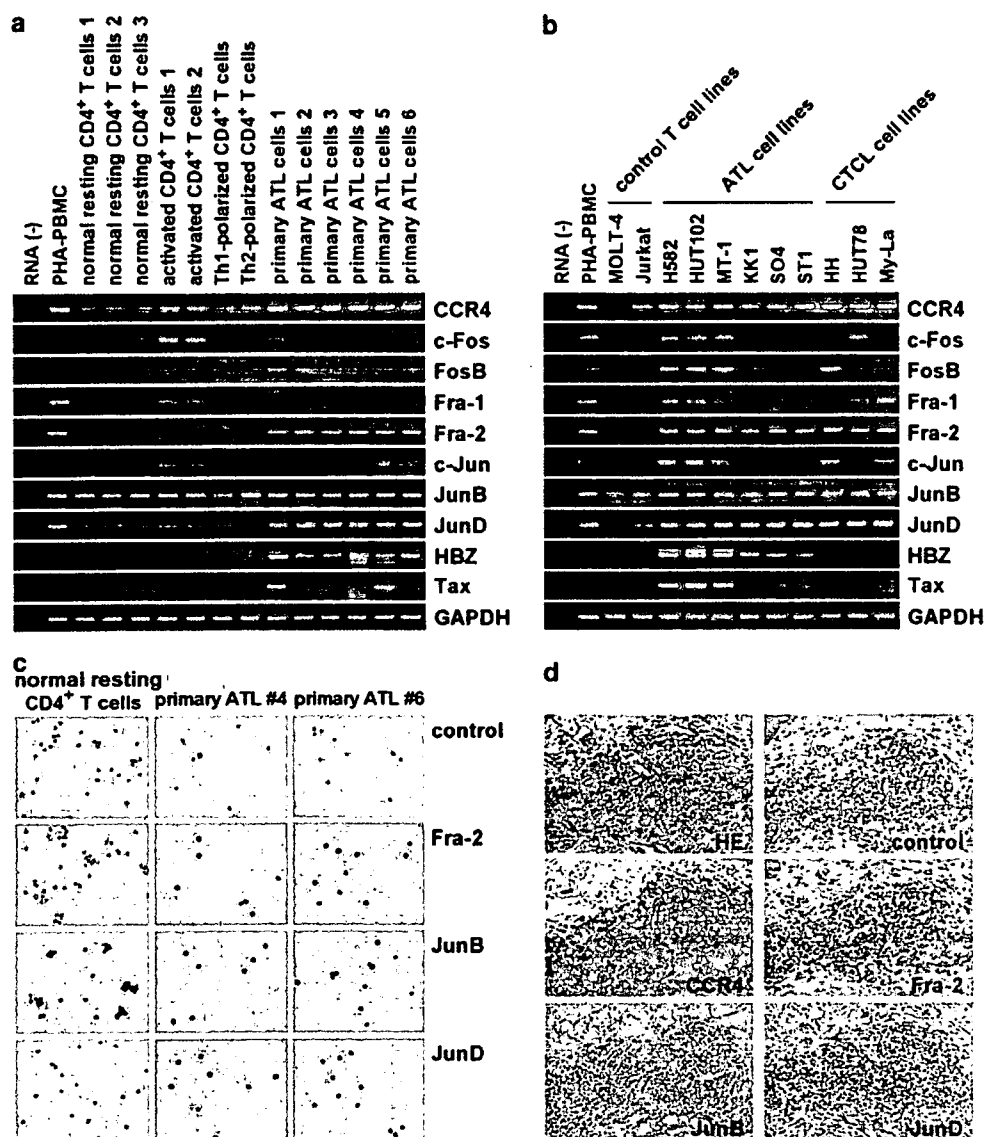 a
RNA (-)
PHA-PBMC
normal resting CD4+ T cells 1
normal resting CD4+ T cells 2
normal resting CD4+ T cells 3
activated CD4+ T cells 1
activated CD4+ T cells 2
Th1-polarized CD4+ T cells
Th2-polarized CD4+ T cells
primary ATL cells 1
primary ATL cells 2
primary ATL cells 3
primary ATL cells 4
primary ATL cells 5
primary ATL cells 6
CCR4
c-Fos
FosB
Fra-1
Fra-2
c-Jun
JunB
JunD
HBZ
Tax
GAPDH
b
control T cell lines
ATL cell lines
CTCL cell lines
RNA (-)
PHA-PBMC
MOLT-4
Jurkat
H582
HUT102
MT-1
KK1
SO4
ST1
HH
HUT78
My-La
CCR4
c-Fos
FosB
Fra-1
Fra-2
c-Jun
JunB
JunD
HBZ
Tax
GAPDH
c
normal resting
CD4+ T cells primary ATL #4 primary ATL #6
control
Fra-2
JunB
JunD
d
HE
control
CCR4
Fra-2
JunB
JunD